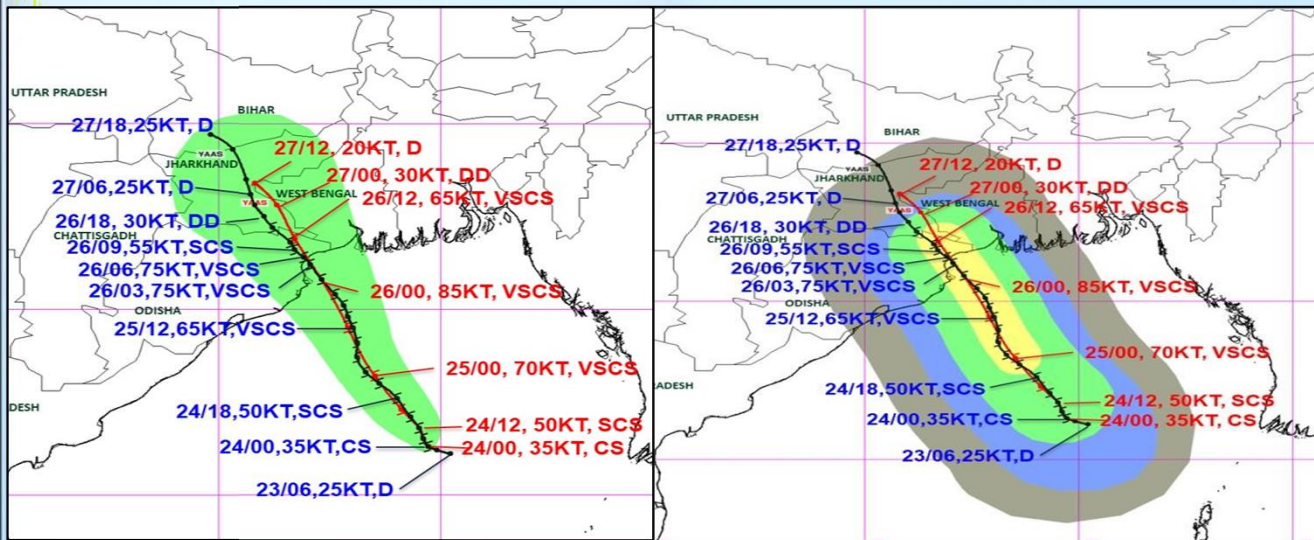 UTTAR PRADESH
BIHAR
27/18,25KT, D
YAAS
JHARKHAND
27/12, 20KT, D
27/00, 30KT, DD
27/06,25KT, D
WEST BENGAL
26/12, 65KT, VSCS
YAAS
26/18, 30KT, DD
CHATTISGADH
26/09,55KT,SCS
26/06,75KT,VSCS
26/03,75KT,VSCS
26/00, 85KT, VSCS
ODISHA
25/12,65KT,VSCS
25/00, 70KT, VSCS
DESH
24/18,50KT,SCS
24/12, 50KT, SCS
24/00,35KT,CS
24/00, 35KT, CS
23/06,25KT,D
UTTAR PRADESH
BIHAR
27/18,25KT, D
YAAS
JHARKHAND
27/12, 20KT, D
27/00, 30KT, DD
27/06,25KT, D
WEST BENGAL
26/12, 65KT, VSCS
YAAS
26/18, 30KT, DD
CHATTISGADH
26/09,55KT,SCS
26/06,75KT,VSCS
26/03,75KT,VSCS
26/00, 85KT, VSCS
ODISHA
25/12,65KT,VSCS
25/00, 70KT, VSCS
RADESH
24/18,50KT,SCS
24/12, 50KT, SCS
24/00,35KT,CS
24/00, 35KT, CS
23/06,25KT,D